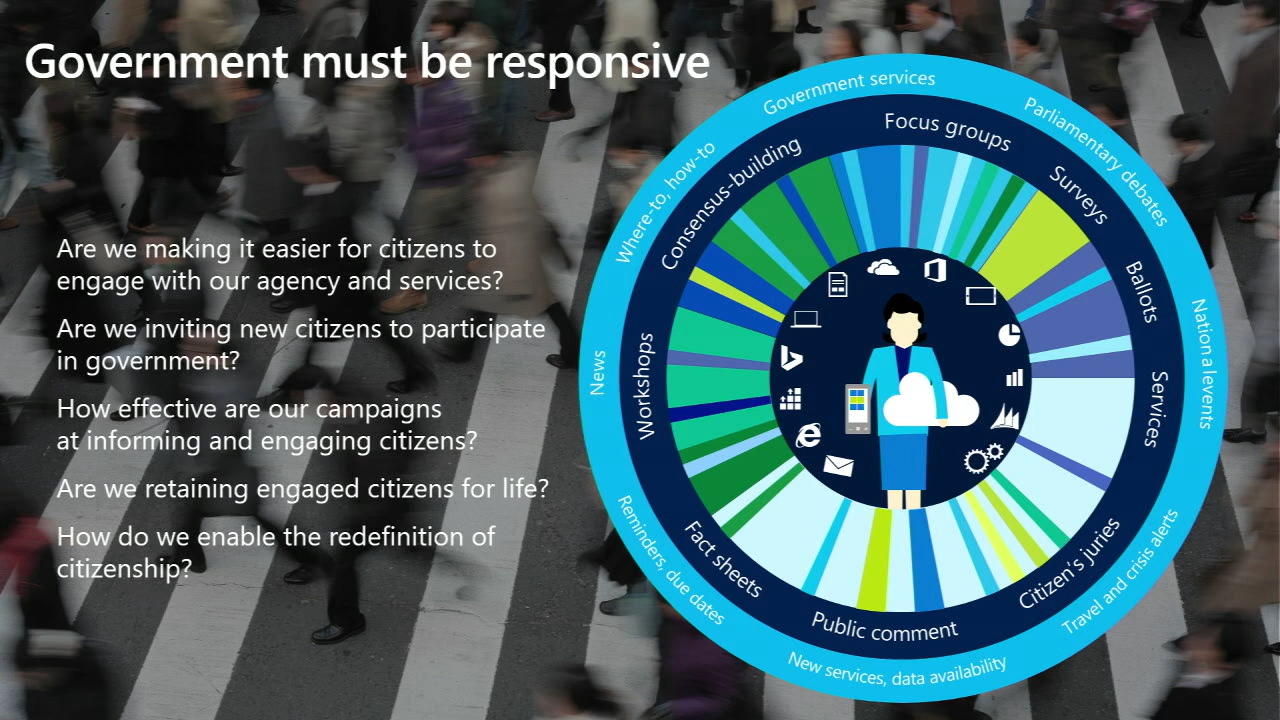 Government must be responsive
Are we making it easier for citizens to
engage with our agency and services?
Are we inviting new citizens to participate
in government?
How effective are our campaigns
at informing and engaging citizens?
Are we retaining engaged citizens for life?
How do we enable the redefinition of
citizenship?
Government services
Parliamentary debates
National events
Travel and crisis alerts
New services, data availability
Reminders, due dates
News
Where-to, how-to
Focus groups
Surveys
Ballots
Services
Citizen's juries
Public comment
Fact sheets
Workshops
Consensus-building